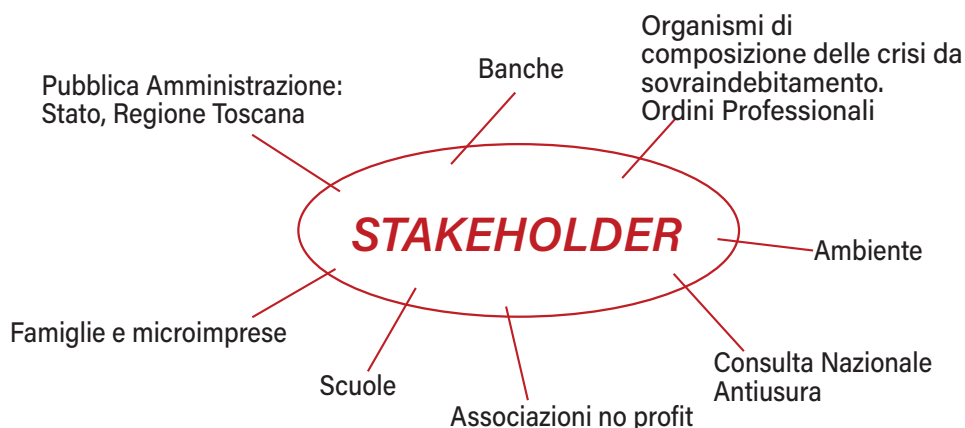 Organismi di
composizione delle crisi da
sovraindebitamento.
Ordini Professionali
Banche
Pubblica Amministrazione:
Stato, Regione Toscana
STAKEHOLDER
Ambiente
Famiglie e microimprese
Consulta Nazionale
Antiusura
Scuole
Associazioni no profit